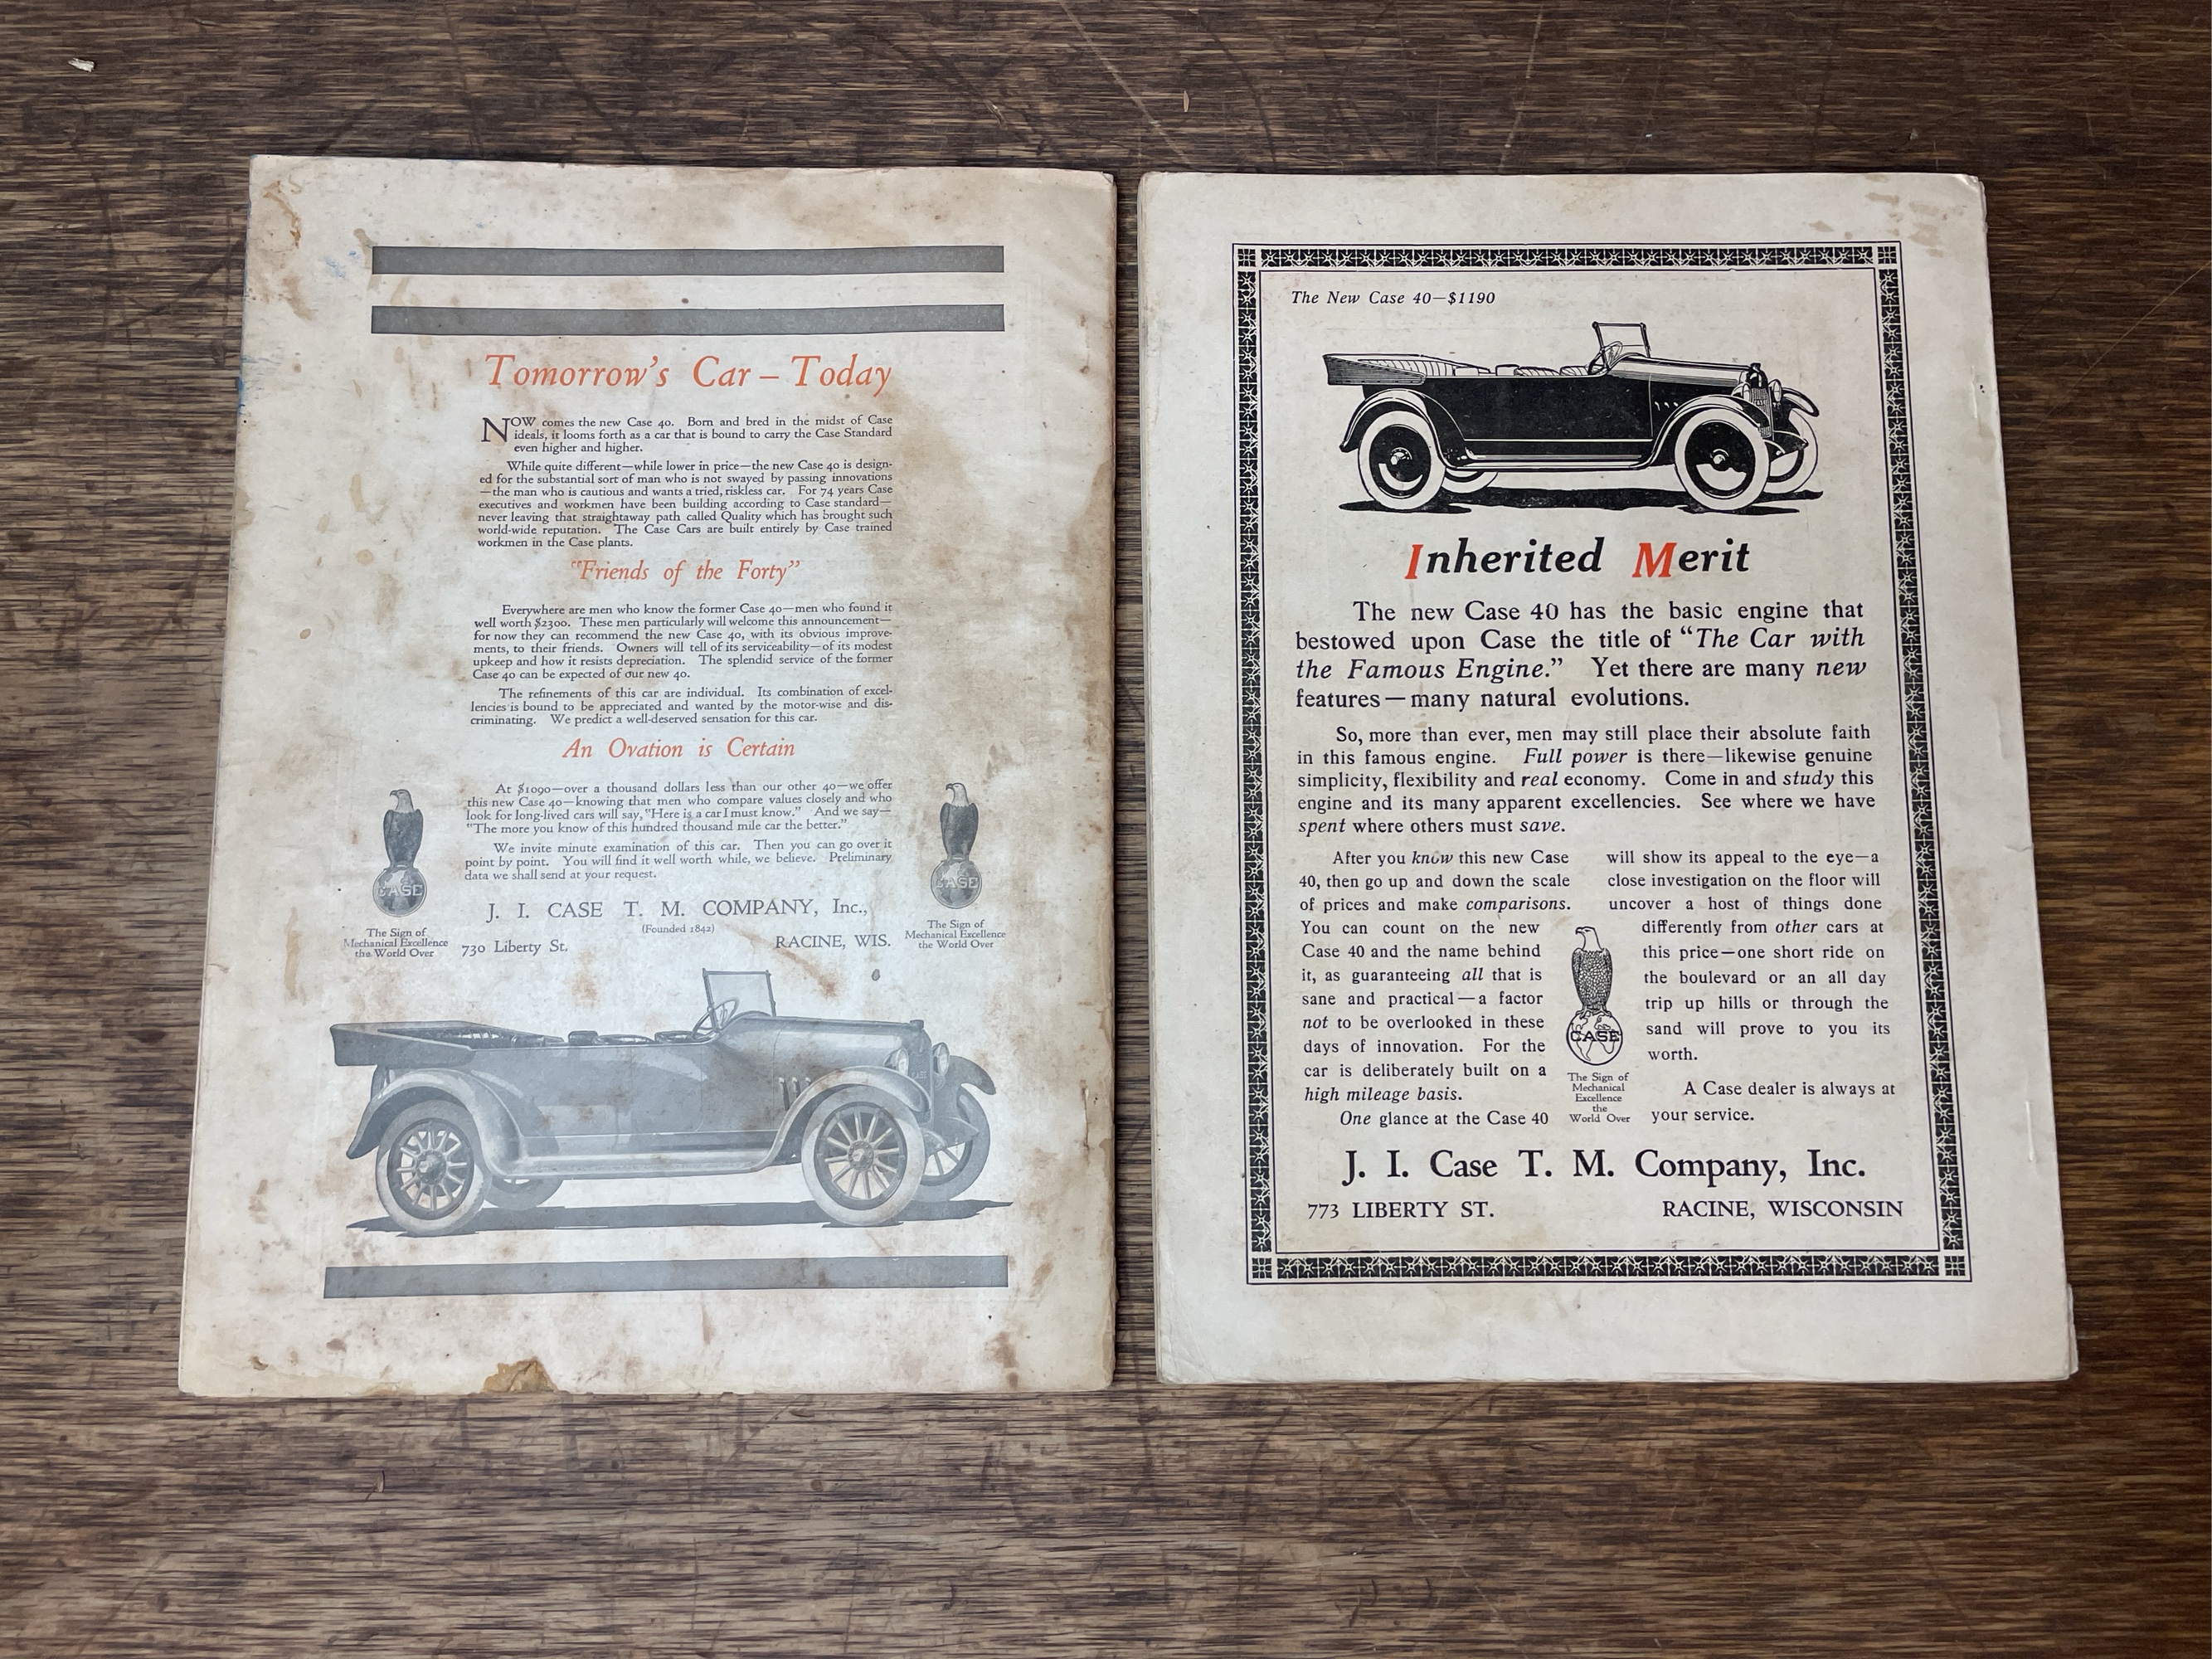 Tomorrow's Car – Today
NOW comes the new Case 40. Born and bred in the midst of Case
ideals, it looms forth as a car that is bound to carry the Case Standard
even higher and higher.
While quite different—while lower in price—the new Case 40 is design-
ed for the substantial sort of man who is not swayed by passing innovations
—the man who is cautious and wants a tried, riskless car. For 74 years Case
executives and workmen have been building according to Case standard—
never leaving that straightaway path called Quality which has brought such
world-wide reputation. The Case Cars are built entirely by Case trained
workmen in the Case plants.
"Friends of the Forty"
Everywhere are men who know the former Case 40—men who found it
well worth $2300. These men particularly will welcome this announcement—
for now they can recommend the new Case 40, with its obvious improve-
ments, to their friends. Owners will tell of its serviceability—of its modest
upkeep and how it resists depreciation. The splendid service of the former
Case 40 can be expected of our new 40.
The refinements of this car are individual. Its combination of excel-
lencies is bound to be appreciated and wanted by the motor-wise and dis-
criminating. We predict a well-deserved sensation for this car.
An Ovation is Certain
At $1090—over a thousand dollars less than our other 40—we offer
this new Case 40—knowing that men who compare values closely and who
look for long-lived cars will say, "Here is a car I must know." And we say—
"The more you know of this hundred thousand mile car the better."
We invite minute examination of this car. Then you can go over it
point by point. You will find it well worth while, we believe. Preliminary
data we shall send at your request.
J. I. CASE T. M. COMPANY, Inc.,
(Founded 1842)
730 Liberty St. RACINE, WIS.
CASE
The Sign of
Mechanical Excellence
the World Over
CASE
The Sign of
Mechanical Excellence
the World Over
The New Case 40—$1190
Inherited Merit
The new Case 40 has the basic engine that
bestowed upon Case the title of "The Car with
the Famous Engine." Yet there are many new
features—many natural evolutions.
So, more than ever, men may still place their absolute faith
in this famous engine. Full power is there—likewise genuine
simplicity, flexibility and real economy. Come in and study this
engine and its many apparent excellencies. See where we have
spent where others must save.
After you know this new Case
40, then go up and down the scale
of prices and make comparisons.
You can count on the new
Case 40 and the name behind
it, as guaranteeing all that is
sane and practical—a factor
not to be overlooked in these
days of innovation. For the
car is deliberately built on a
high mileage basis.
One glance at the Case 40
will show its appeal to the eye—a
close investigation on the floor will
uncover a host of things done
differently from other cars at
this price—one short ride on
the boulevard or an all day
trip up hills or through the
sand will prove to you its
worth.
A Case dealer is always at
your service.
CASE
The Sign of
Mechanical
Excellence
the
World Over
J. I. Case T. M. Company, Inc.
773 LIBERTY ST. RACINE, WISCONSIN